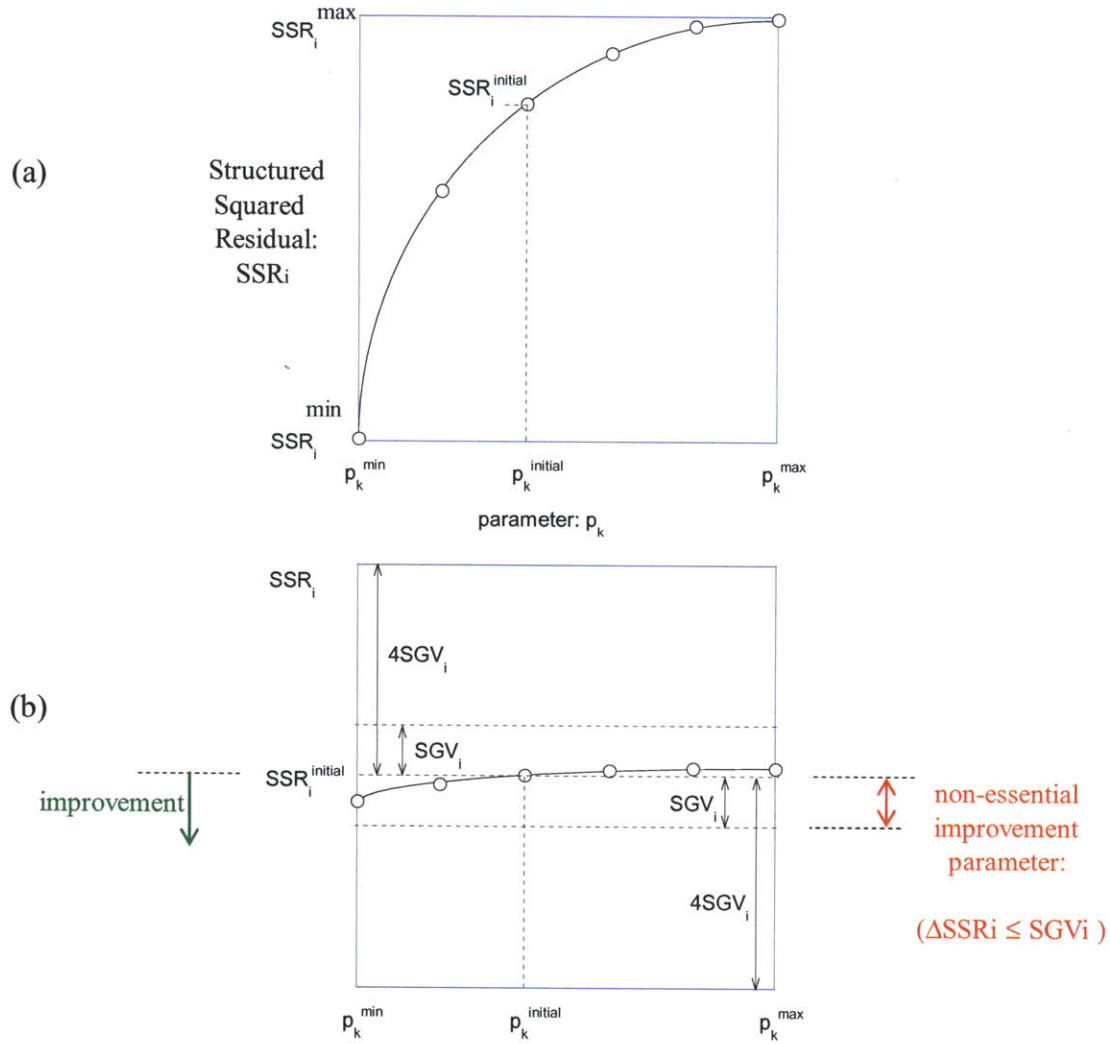 max
SSR_i
SSR_i^initial
(a)
Structured
Squared
Residual:
SSRi
min
SSR_i
p_k^min
p_k^initial
p_k^max
parameter: p_k
SSR_i
4SGV_i
(b)
SGV_i
SSR_i^initial
improvement
SGV_i
non-essential
improvement
parameter:
4SGV_i
(ΔSSRi ≤ SGVi )
p_k^min
p_k^initial
p_k^max